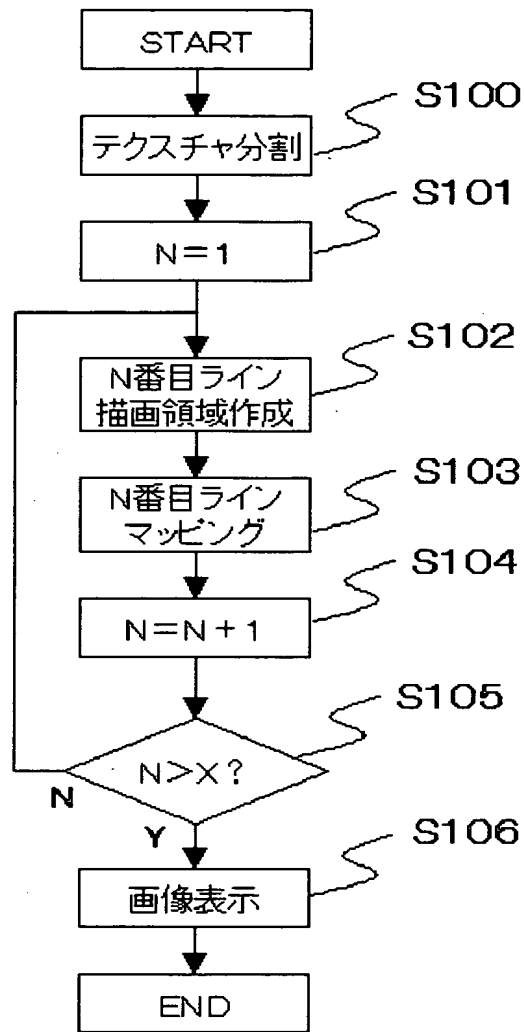 START
S100
テクスチャ分割
S101
N=1
S102
N番目ライン
描画領域作成
S103
N番目ライン
マッピング
S104
N=N+1
S105
N>X?
N
Y
S106
画像表示
END